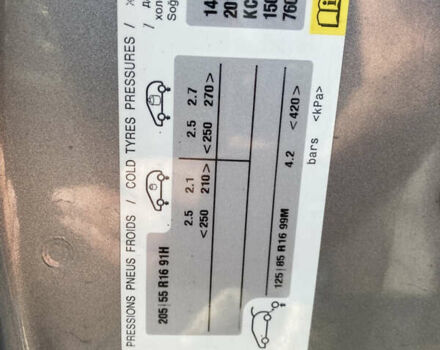 PRESSIONS PNEUS FROIDS / COLD TYRES PRESSURES /
205|55 R16 91H
2.5 2.1 2.5 2.7
<250 210> <250 270>
125|85 R16 99M 4.2 <420>
bars <kPa>